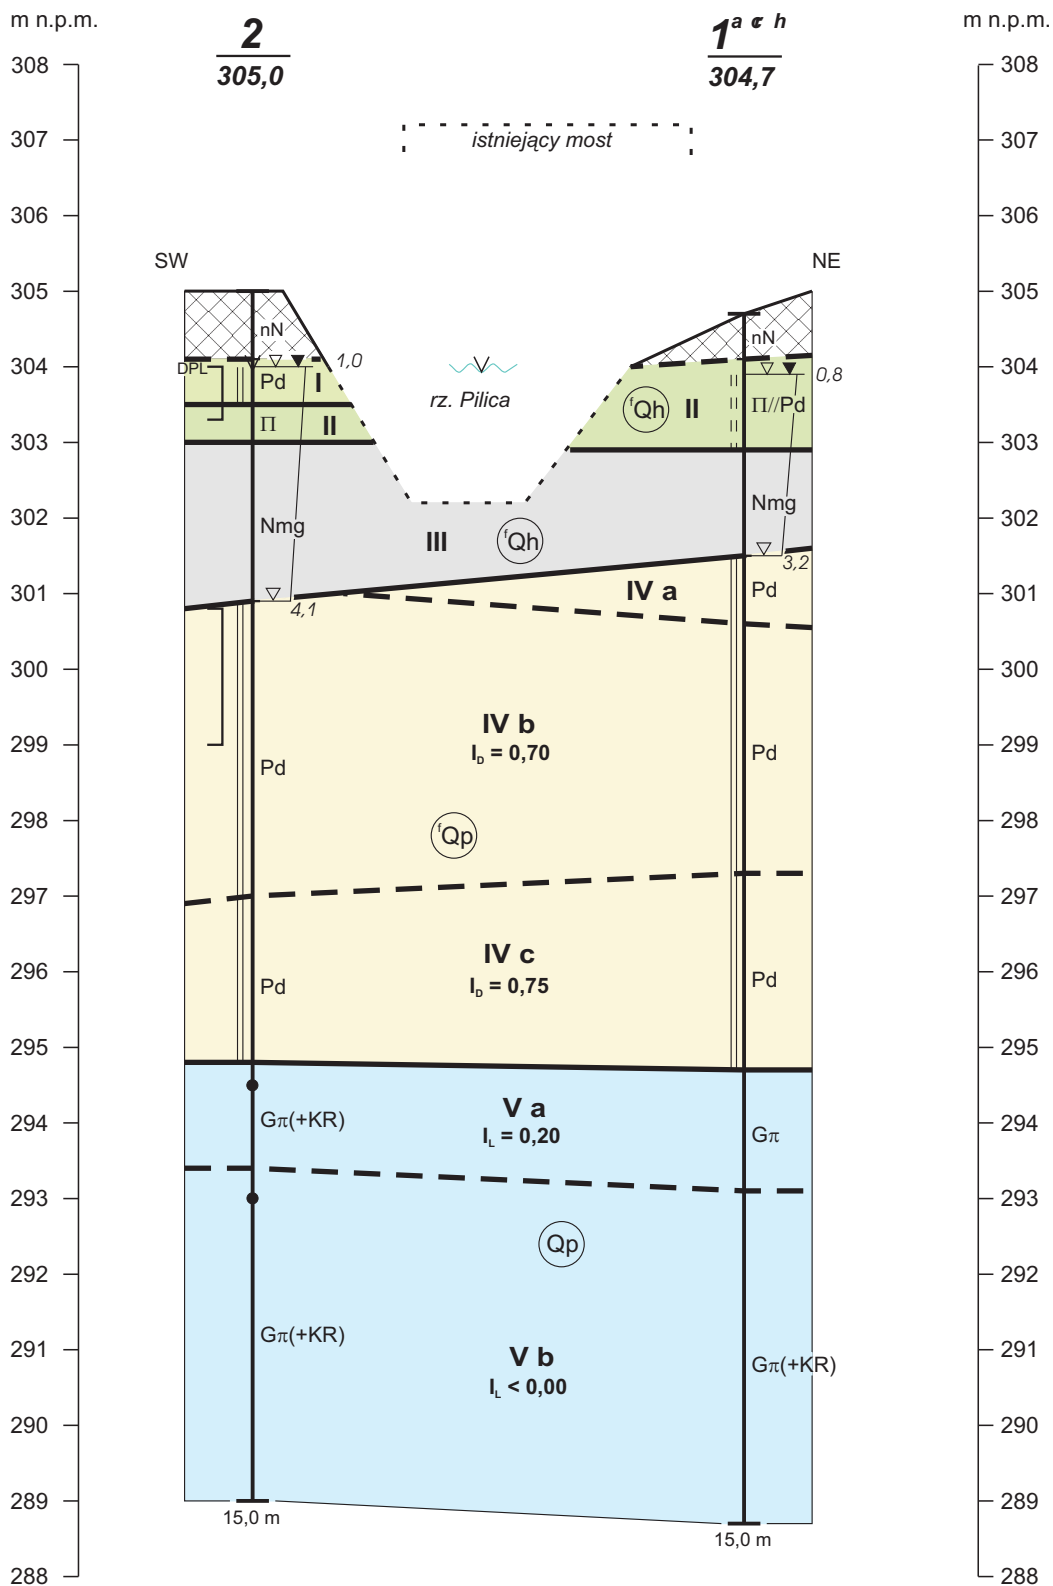 m n.p.m. m n.p.m.
2 1
305,0 304,7
308 308
307 istniejący most 307
306 306
SW NE
305 305
nN nN
304 DPL 1,0 304
Pd I rz. Pilica 0,8
fQh II Π//Pd
Π II
303 303
Nmg Nmg
302 302
III fQh
3,2
301 4,1 IV a Pd 301
300 300
IV b
299 I_D = 0,70 Pd 299
Pd
298 fQp 298
297 297
296 IV c 296
Pd I_D = 0,75 Pd
295 295
V a
294 Gπ(+KR) I_L = 0,20 Gπ 294
293 293
Qp
292 292
291 Gπ(+KR) V b Gπ(+KR) 291
I_L < 0,00
290 290
289 289
15,0 m 15,0 m
288 288